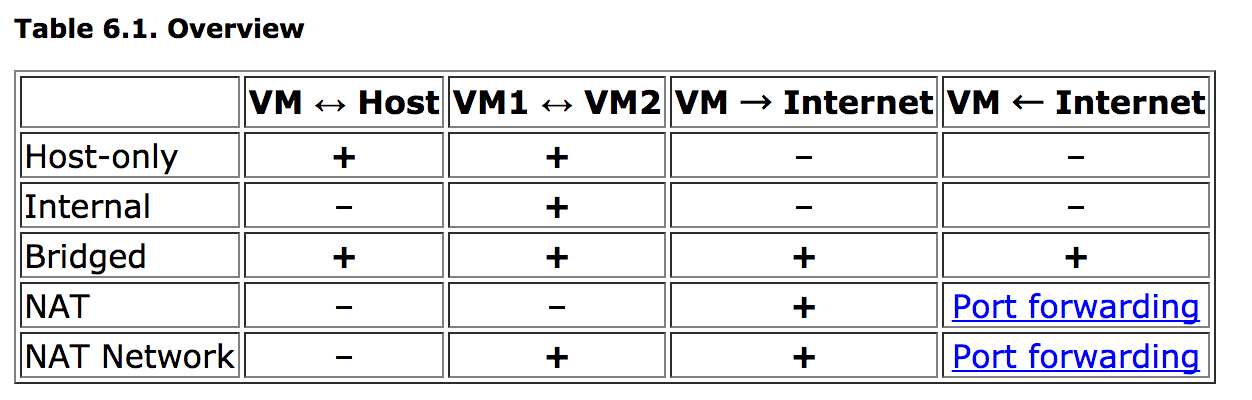 Table 6.1. Overview
VM ↔ Host VM1 ↔ VM2 VM → Internet VM ← Internet
Host-only + + – –
Internal – + – –
Bridged + + + +
NAT – – + Port forwarding
NAT Network – + + Port forwarding